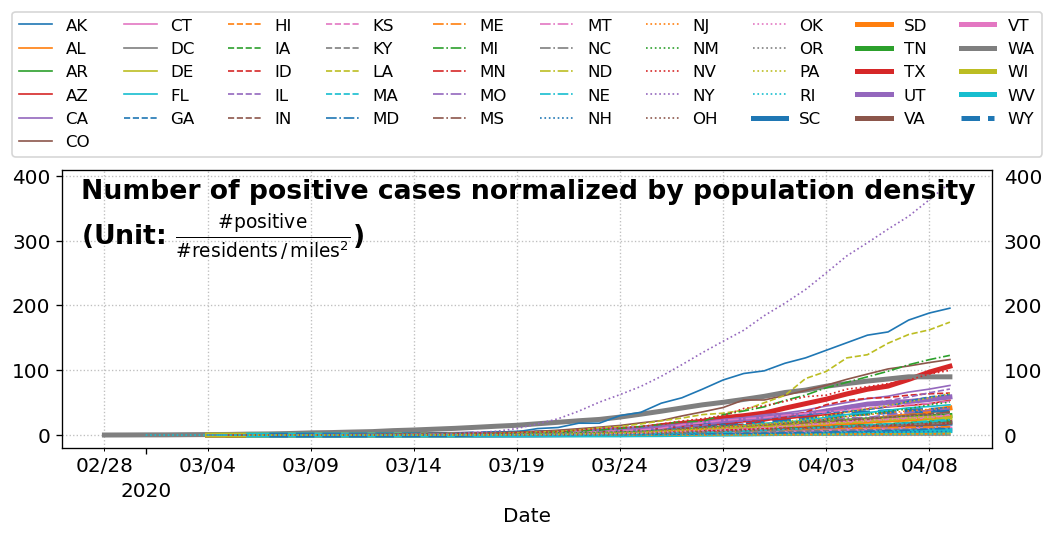 AK CT HI KS ME MT NJ OK SD VT
AL DC IA KY MI NC NM OR TN WA
AR DE ID LA MN ND NV PA TX WI
AZ FL IL MA MO NE NY RI UT WV
CA GA IN MD MS NH OH SC VA WY
CO
400 400
Number of positive cases normalized by population density
(Unit: #positive / #residents / miles²)
300 300
200 200
100 100
0 0
02/28 03/04 03/09 03/14 03/19 03/24 03/29 04/03 04/08
2020
Date